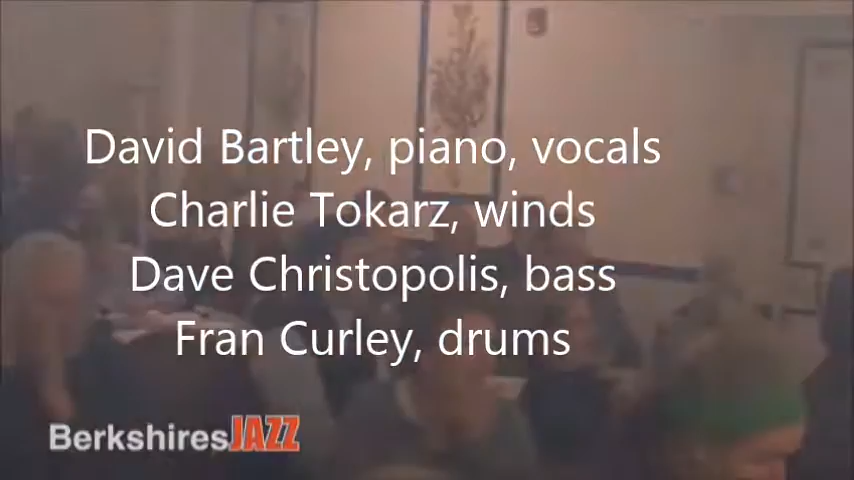 David Bartley, piano, vocals
Charlie Tokarz, winds
Dave Christopolis, bass
Fran Curley, drums
BerkshiresJAZZ